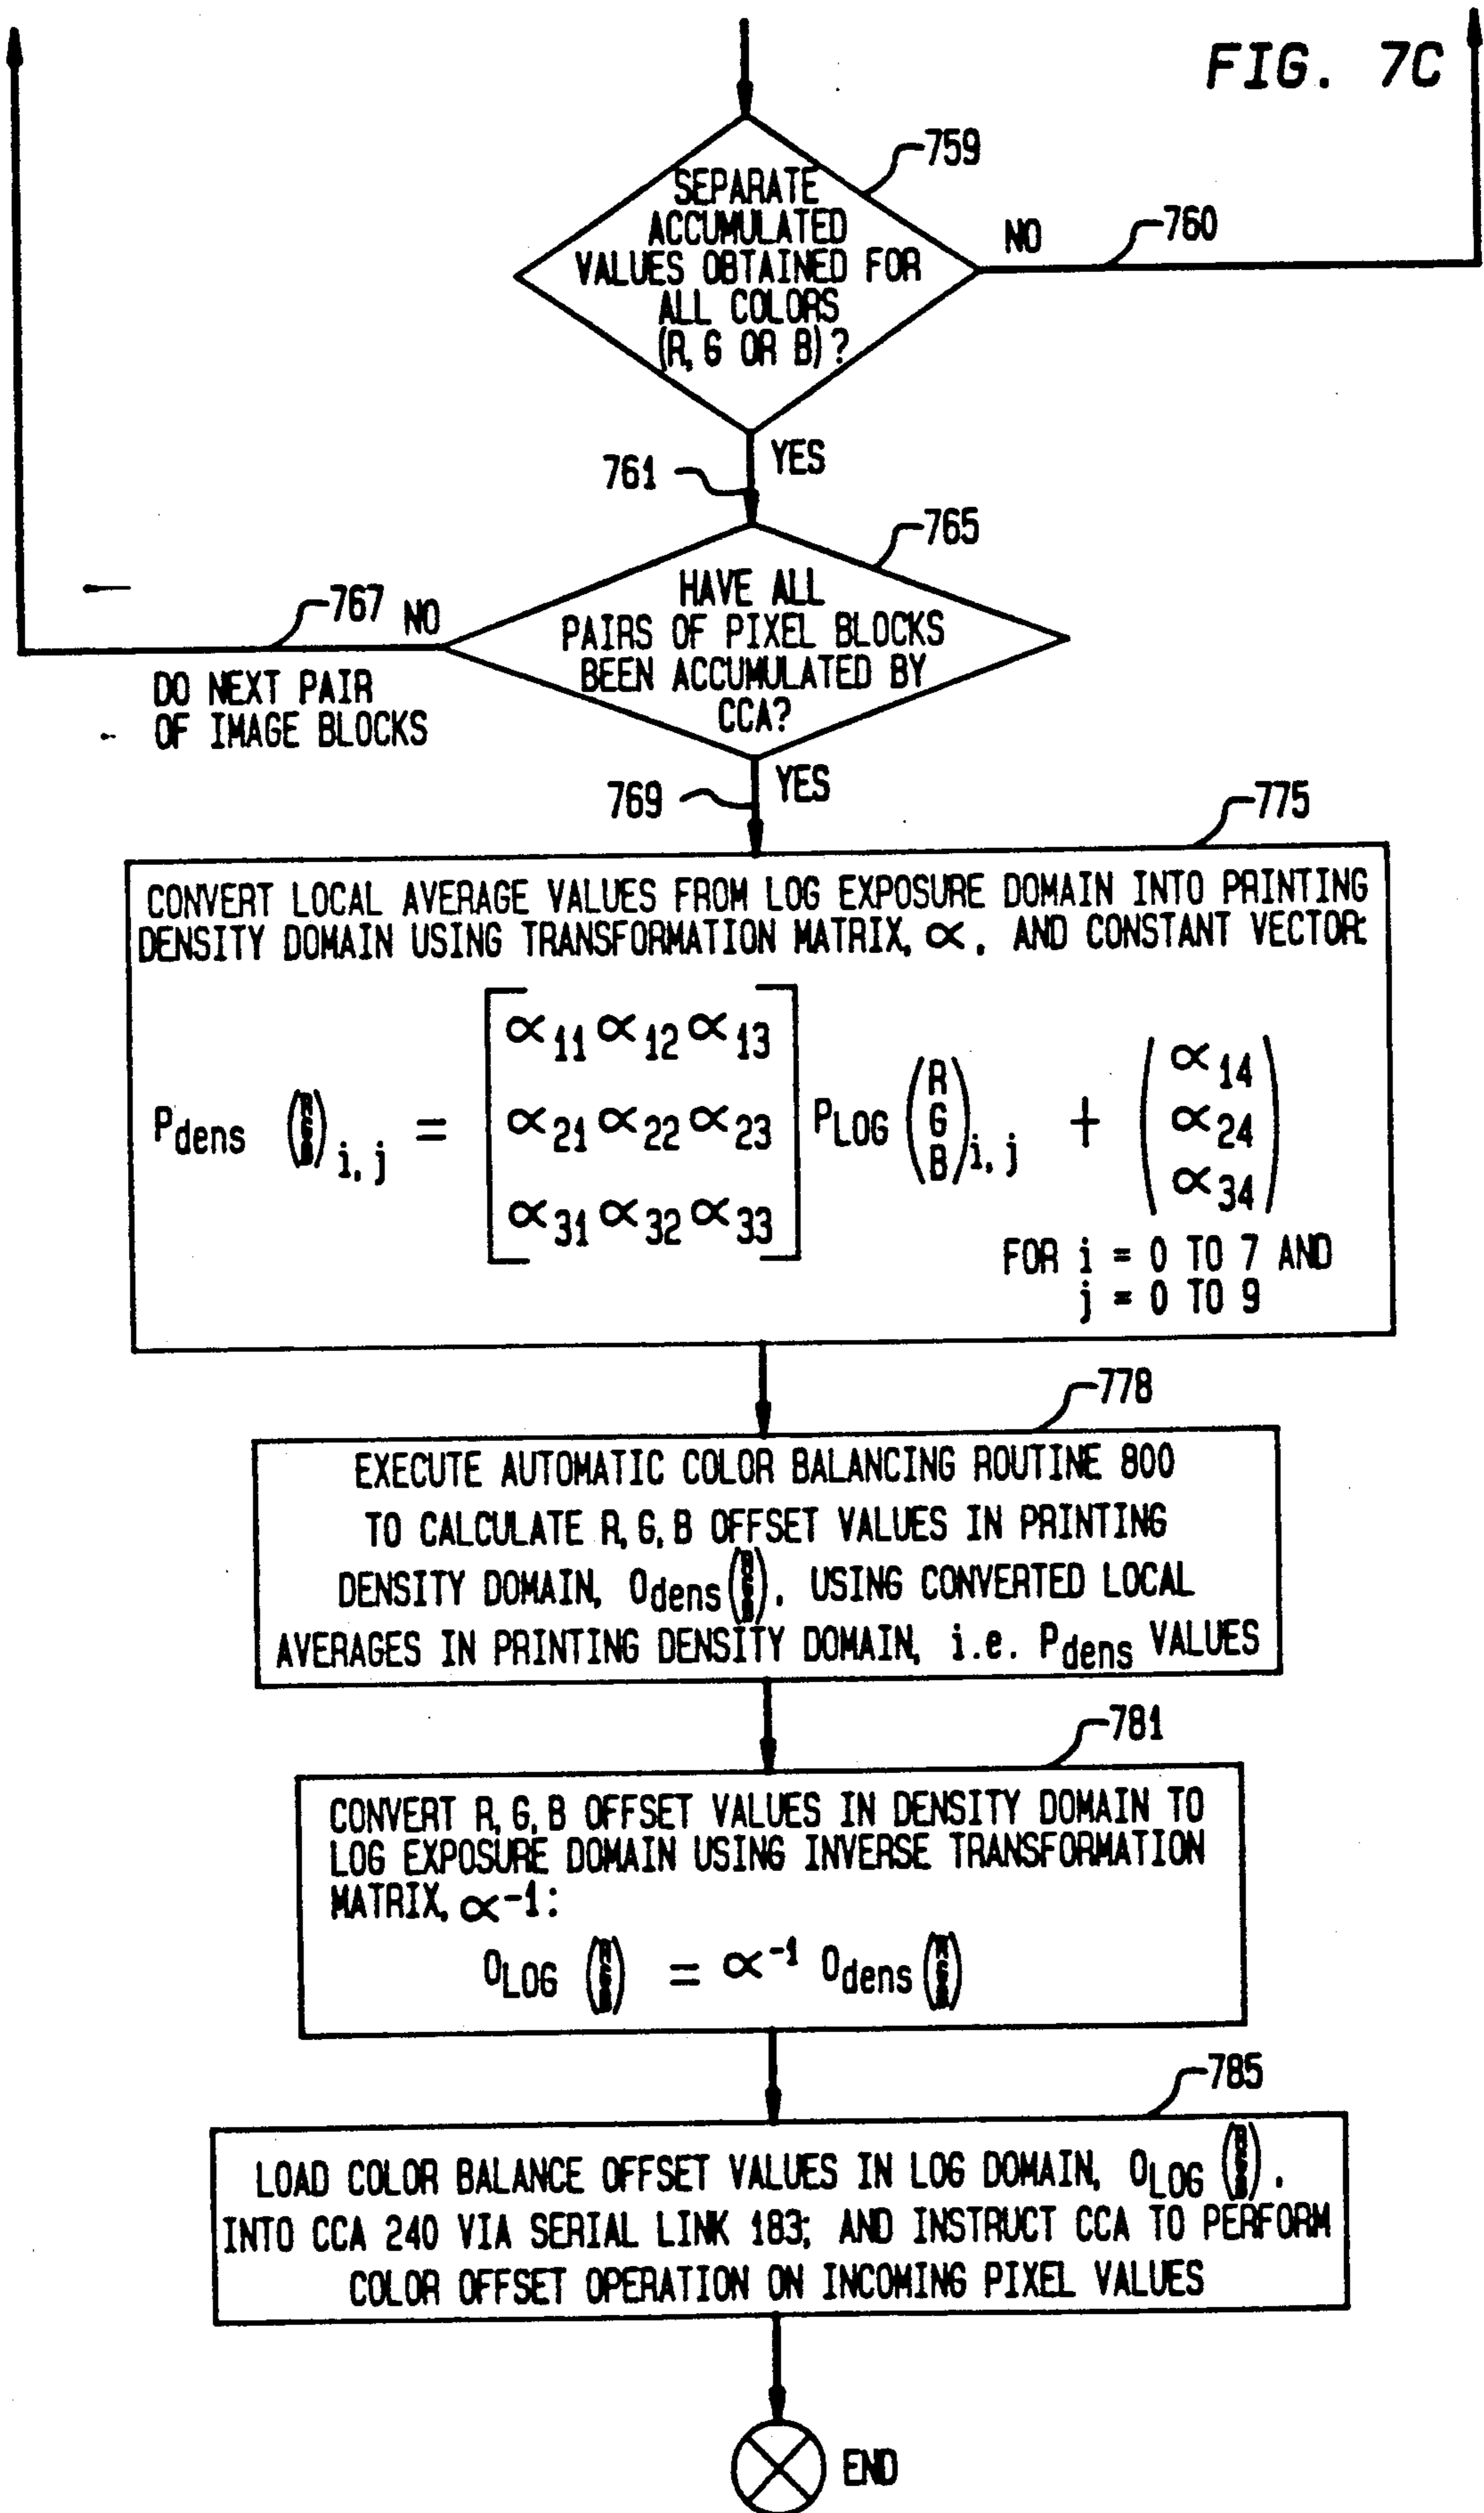 FIG. 7C
759
SEPARATE
ACCUMULATED
VALUES OBTAINED FOR
ALL COLORS
(R, G OR B)?
NO
760
761
YES
765
HAVE ALL
PAIRS OF PIXEL BLOCKS
BEEN ACCUMULATED BY
CCA?
767
NO
DO NEXT PAIR
OF IMAGE BLOCKS
769
YES
775
CONVERT LOCAL AVERAGE VALUES FROM LOG EXPOSURE DOMAIN INTO PRINTING
DENSITY DOMAIN USING TRANSFORMATION MATRIX, ∝, AND CONSTANT VECTOR:
∝11 ∝12 ∝13
∝21 ∝22 ∝23
∝31 ∝32 ∝33
Pdens ( )i,j =
PLOG (R G B)i,j +
∝14
∝24
∝34
FOR i = 0 TO 7 AND
j = 0 TO 9
778
EXECUTE AUTOMATIC COLOR BALANCING ROUTINE 800
TO CALCULATE R, G, B OFFSET VALUES IN PRINTING
DENSITY DOMAIN, Odens( ), USING CONVERTED LOCAL
AVERAGES IN PRINTING DENSITY DOMAIN, i.e. Pdens VALUES
781
CONVERT R, G, B OFFSET VALUES IN DENSITY DOMAIN TO
LOG EXPOSURE DOMAIN USING INVERSE TRANSFORMATION
MATRIX, ∝-1:
OLOG ( ) = ∝-1 Odens( )
785
LOAD COLOR BALANCE OFFSET VALUES IN LOG DOMAIN, OLOG ( ),
INTO CCA 240 VIA SERIAL LINK 183; AND INSTRUCT CCA TO PERFORM
COLOR OFFSET OPERATION ON INCOMING PIXEL VALUES
END